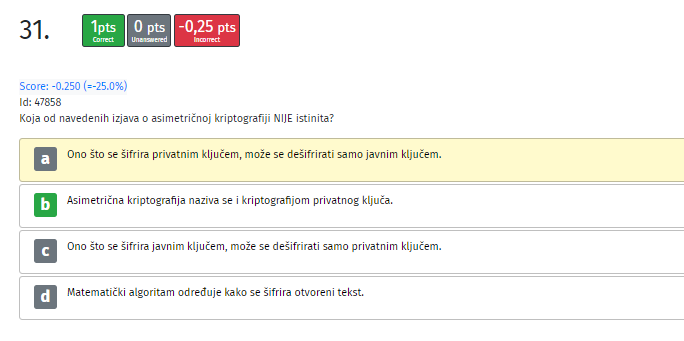 31.
1pts
Correct
0 pts
Unanswered
-0,25 pts
Incorrect
Score: -0.250 (=-25.0%)
Id: 47858
Koja od navedenih izjava o asimetričnoj kriptografiji NIJE istinita?
a Ono što se šifrira privatnim ključem, može se dešifrirati samo javnim ključem.
b Asimetrična kriptografija naziva se i kriptografijom privatnog ključa.
c Ono što se šifrira javnim ključem, može se dešifrirati samo privatnim ključem.
d Matematički algoritam određuje kako se šifrira otvoreni tekst.